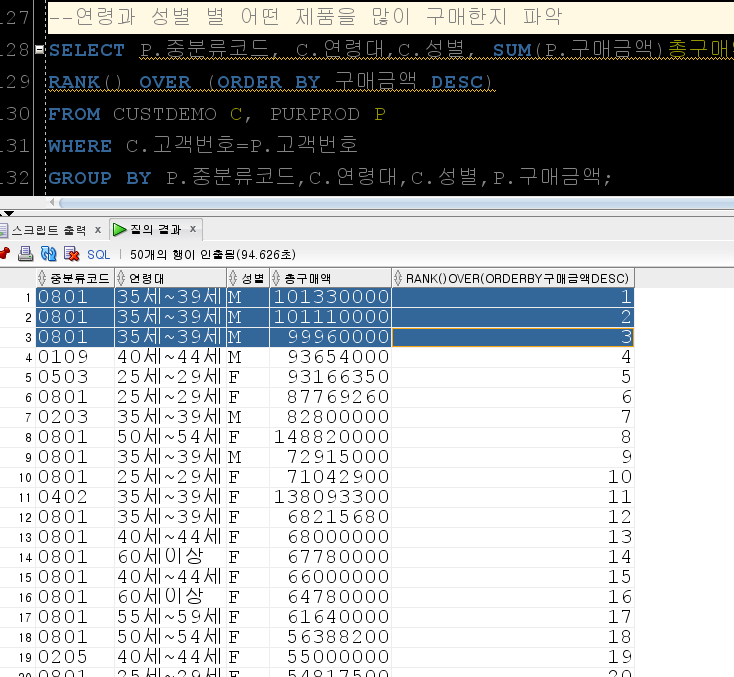 127 --연령과 성별 별 어떤 제품을 많이 구매한지 파악
128 SELECT P.중분류코드, C.연령대,C.성별, SUM(P.구매금액)총구매
129 RANK() OVER (ORDER BY 구매금액 DESC)
130 FROM CUSTDEMO C, PURPROD P
131 WHERE C.고객번호=P.고객번호
132 GROUP BY P.중분류코드,C.연령대,C.성별,P.구매금액;
스크립트 출력 x 질의 결과 x
SQL 50개의 행이 인출됨(94.626초)
중분류코드 연령대 성별 총구매액 RANK()OVER(ORDERBY구매금액DESC)
1 0801 35세~39세 M 101330000 1
2 0801 35세~39세 M 101110000 2
3 0801 35세~39세 M 99960000 3
4 0109 40세~44세 M 93654000 4
5 0503 25세~29세 F 93166350 5
6 0801 25세~29세 F 87769260 6
7 0203 35세~39세 M 82800000 7
8 0801 50세~54세 F 148820000 8
9 0801 35세~39세 M 72915000 9
10 0801 25세~29세 F 71042900 10
11 0402 35세~39세 F 138093300 11
12 0801 35세~39세 F 68215680 12
13 0801 40세~44세 F 68000000 13
14 0801 60세이상 F 67780000 14
15 0801 40세~44세 F 66000000 15
16 0801 60세이상 F 64780000 16
17 0801 55세~59세 F 61640000 17
18 0801 50세~54세 F 56388200 18
19 0205 40세~44세 F 55000000 19
20 0801 25세~29세 F 54817500 20